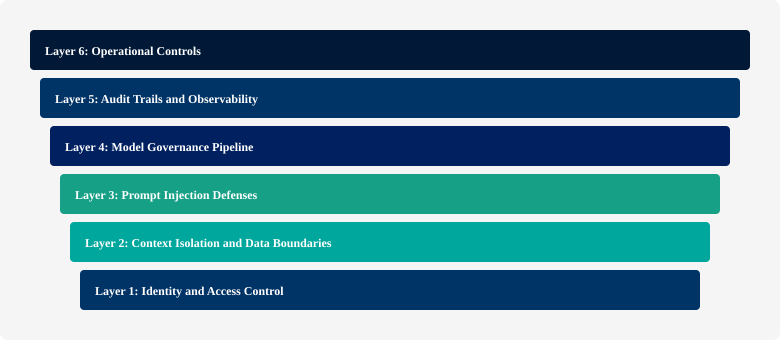 Layer 6: Operational Controls
Layer 5: Audit Trails and Observability
Layer 4: Model Governance Pipeline
Layer 3: Prompt Injection Defenses
Layer 2: Context Isolation and Data Boundaries
Layer 1: Identity and Access Control